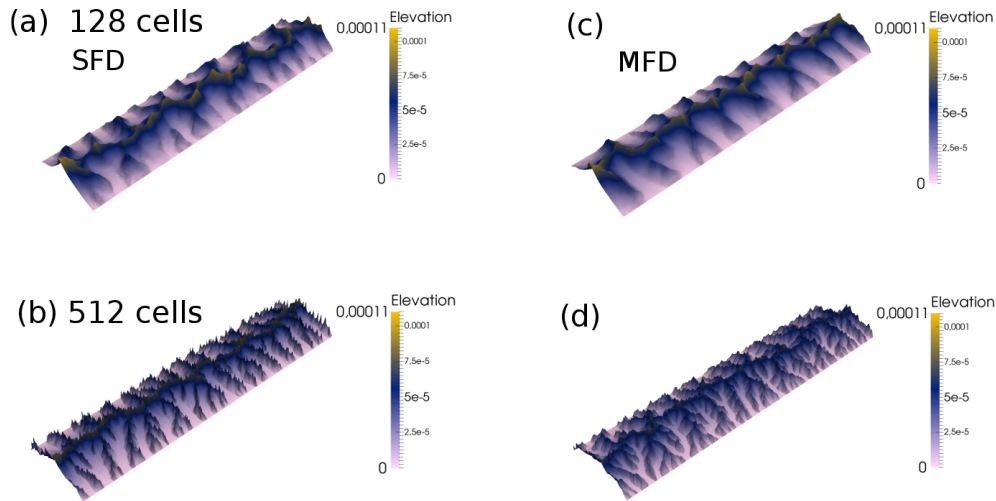 (a) 128 cells
SFD
0.00011
Elevation
0.0001
7.5e-5
5e-5
2.5e-5
0
(c)
MFD
0.00011
Elevation
0.0001
7.5e-5
5e-5
2.5e-5
0
(b) 512 cells
0.00011
Elevation
0.0001
7.5e-5
5e-5
2.5e-5
0
(d)
0.00011
Elevation
0.0001
7.5e-5
5e-5
2.5e-5
0